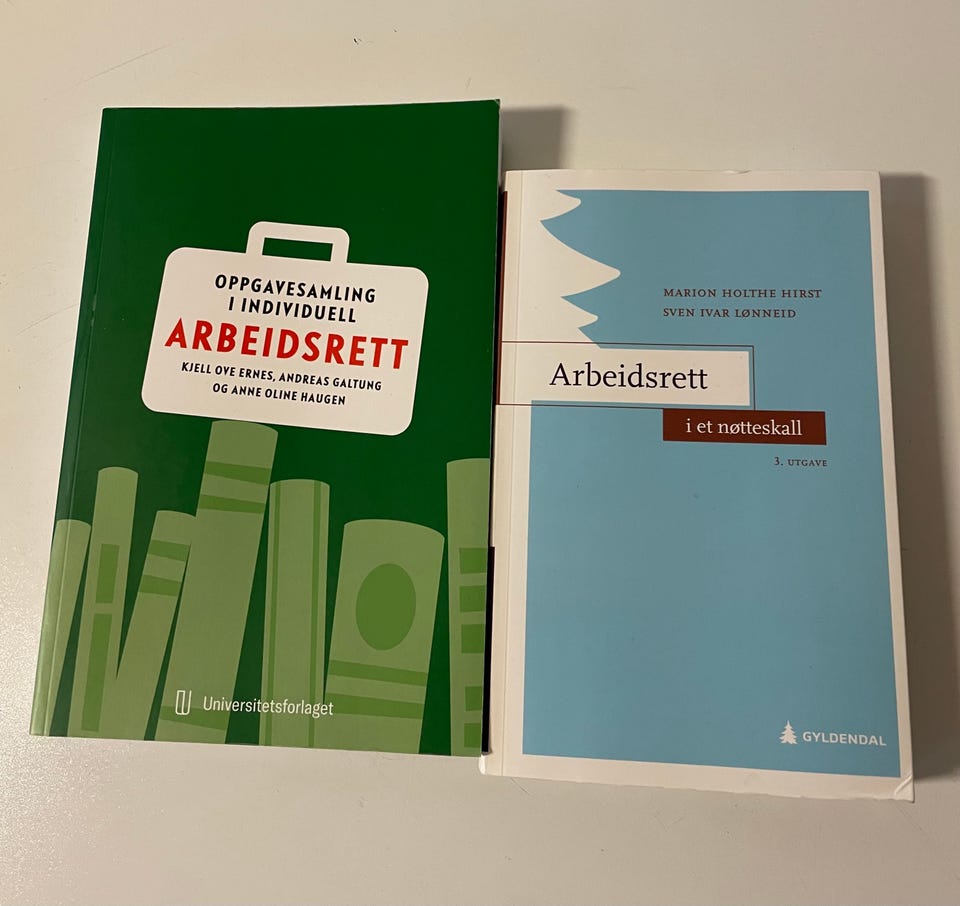 OPPGAVESAMLING
I INDIVIDUELL
ARBEIDSRETT
KJELL OVE ERNES, ANDREAS GALTUNG
OG ANNE OLINE HAUGEN
Universitetsforlaget
MARION HOLTHE HIRST
SVEN IVAR LØNNEID
Arbeidsrett
i et nøtteskall
3. UTGAVE
GYLDENDAL